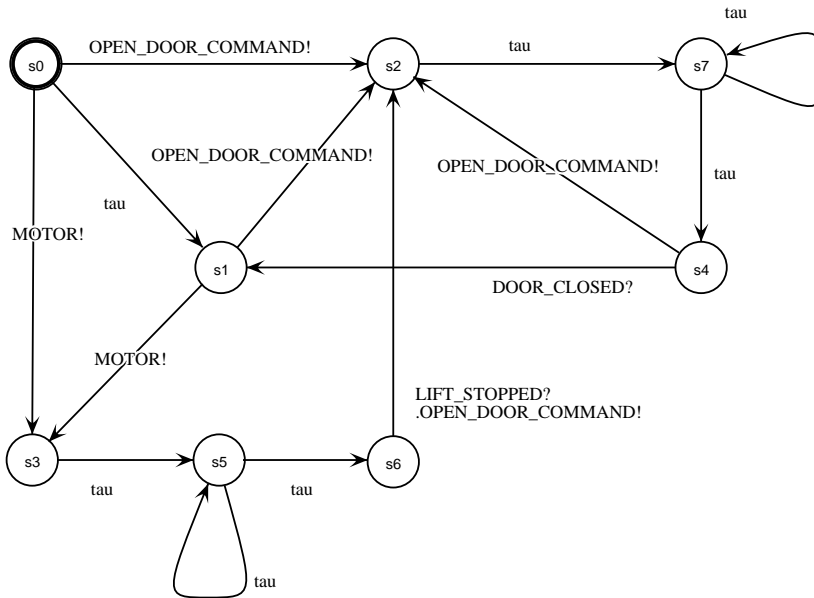 tau
OPEN_DOOR_COMMAND!
tau
s0
s2
s7
OPEN_DOOR_COMMAND!
OPEN_DOOR_COMMAND!
tau
tau
MOTOR!
s1
s4
DOOR_CLOSED?
MOTOR!
LIFT_STOPPED?
.OPEN_DOOR_COMMAND!
s3
s5
s6
tau
tau
tau